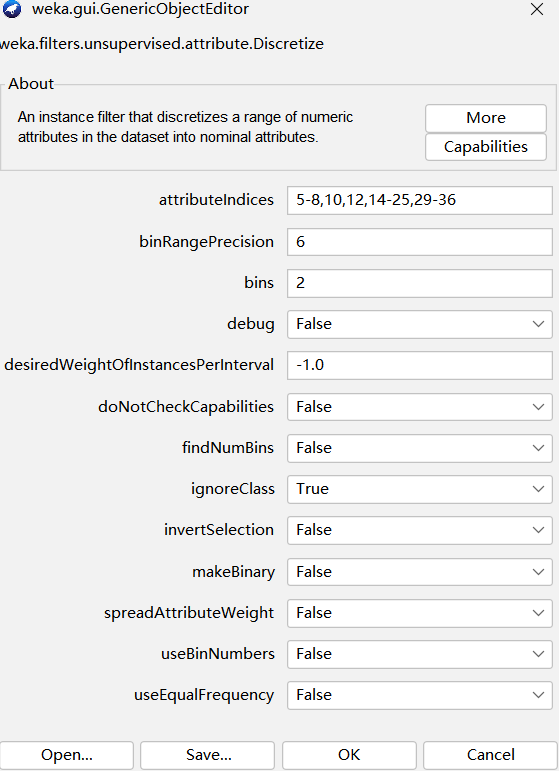 weka.gui.GenericObjectEditor
weka.filters.unsupervised.attribute.Discretize
About
An instance filter that discretizes a range of numeric
attributes in the dataset into nominal attributes.
More
Capabilities
attributeIndices 5-8,10,12,14-25,29-36
binRangePrecision 6
bins 2
debug False
desiredWeightOfInstancesPerInterval -1.0
doNotCheckCapabilities False
findNumBins False
ignoreClass True
invertSelection False
makeBinary False
spreadAttributeWeight False
useBinNumbers False
useEqualFrequency False
Open... Save... OK Cancel